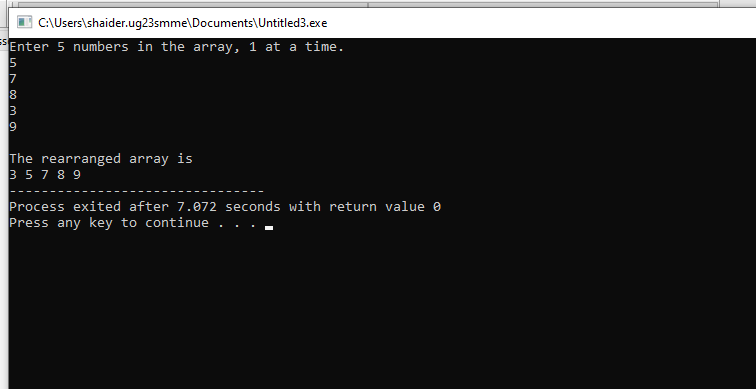 C:\Users\shaider.ug23smme\Documents\Untitled3.exe
Enter 5 numbers in the array, 1 at a time.
5
7
8
3
9
The rearranged array is
3 5 7 8 9
--------------------------------
Process exited after 7.072 seconds with return value 0
Press any key to continue . . .